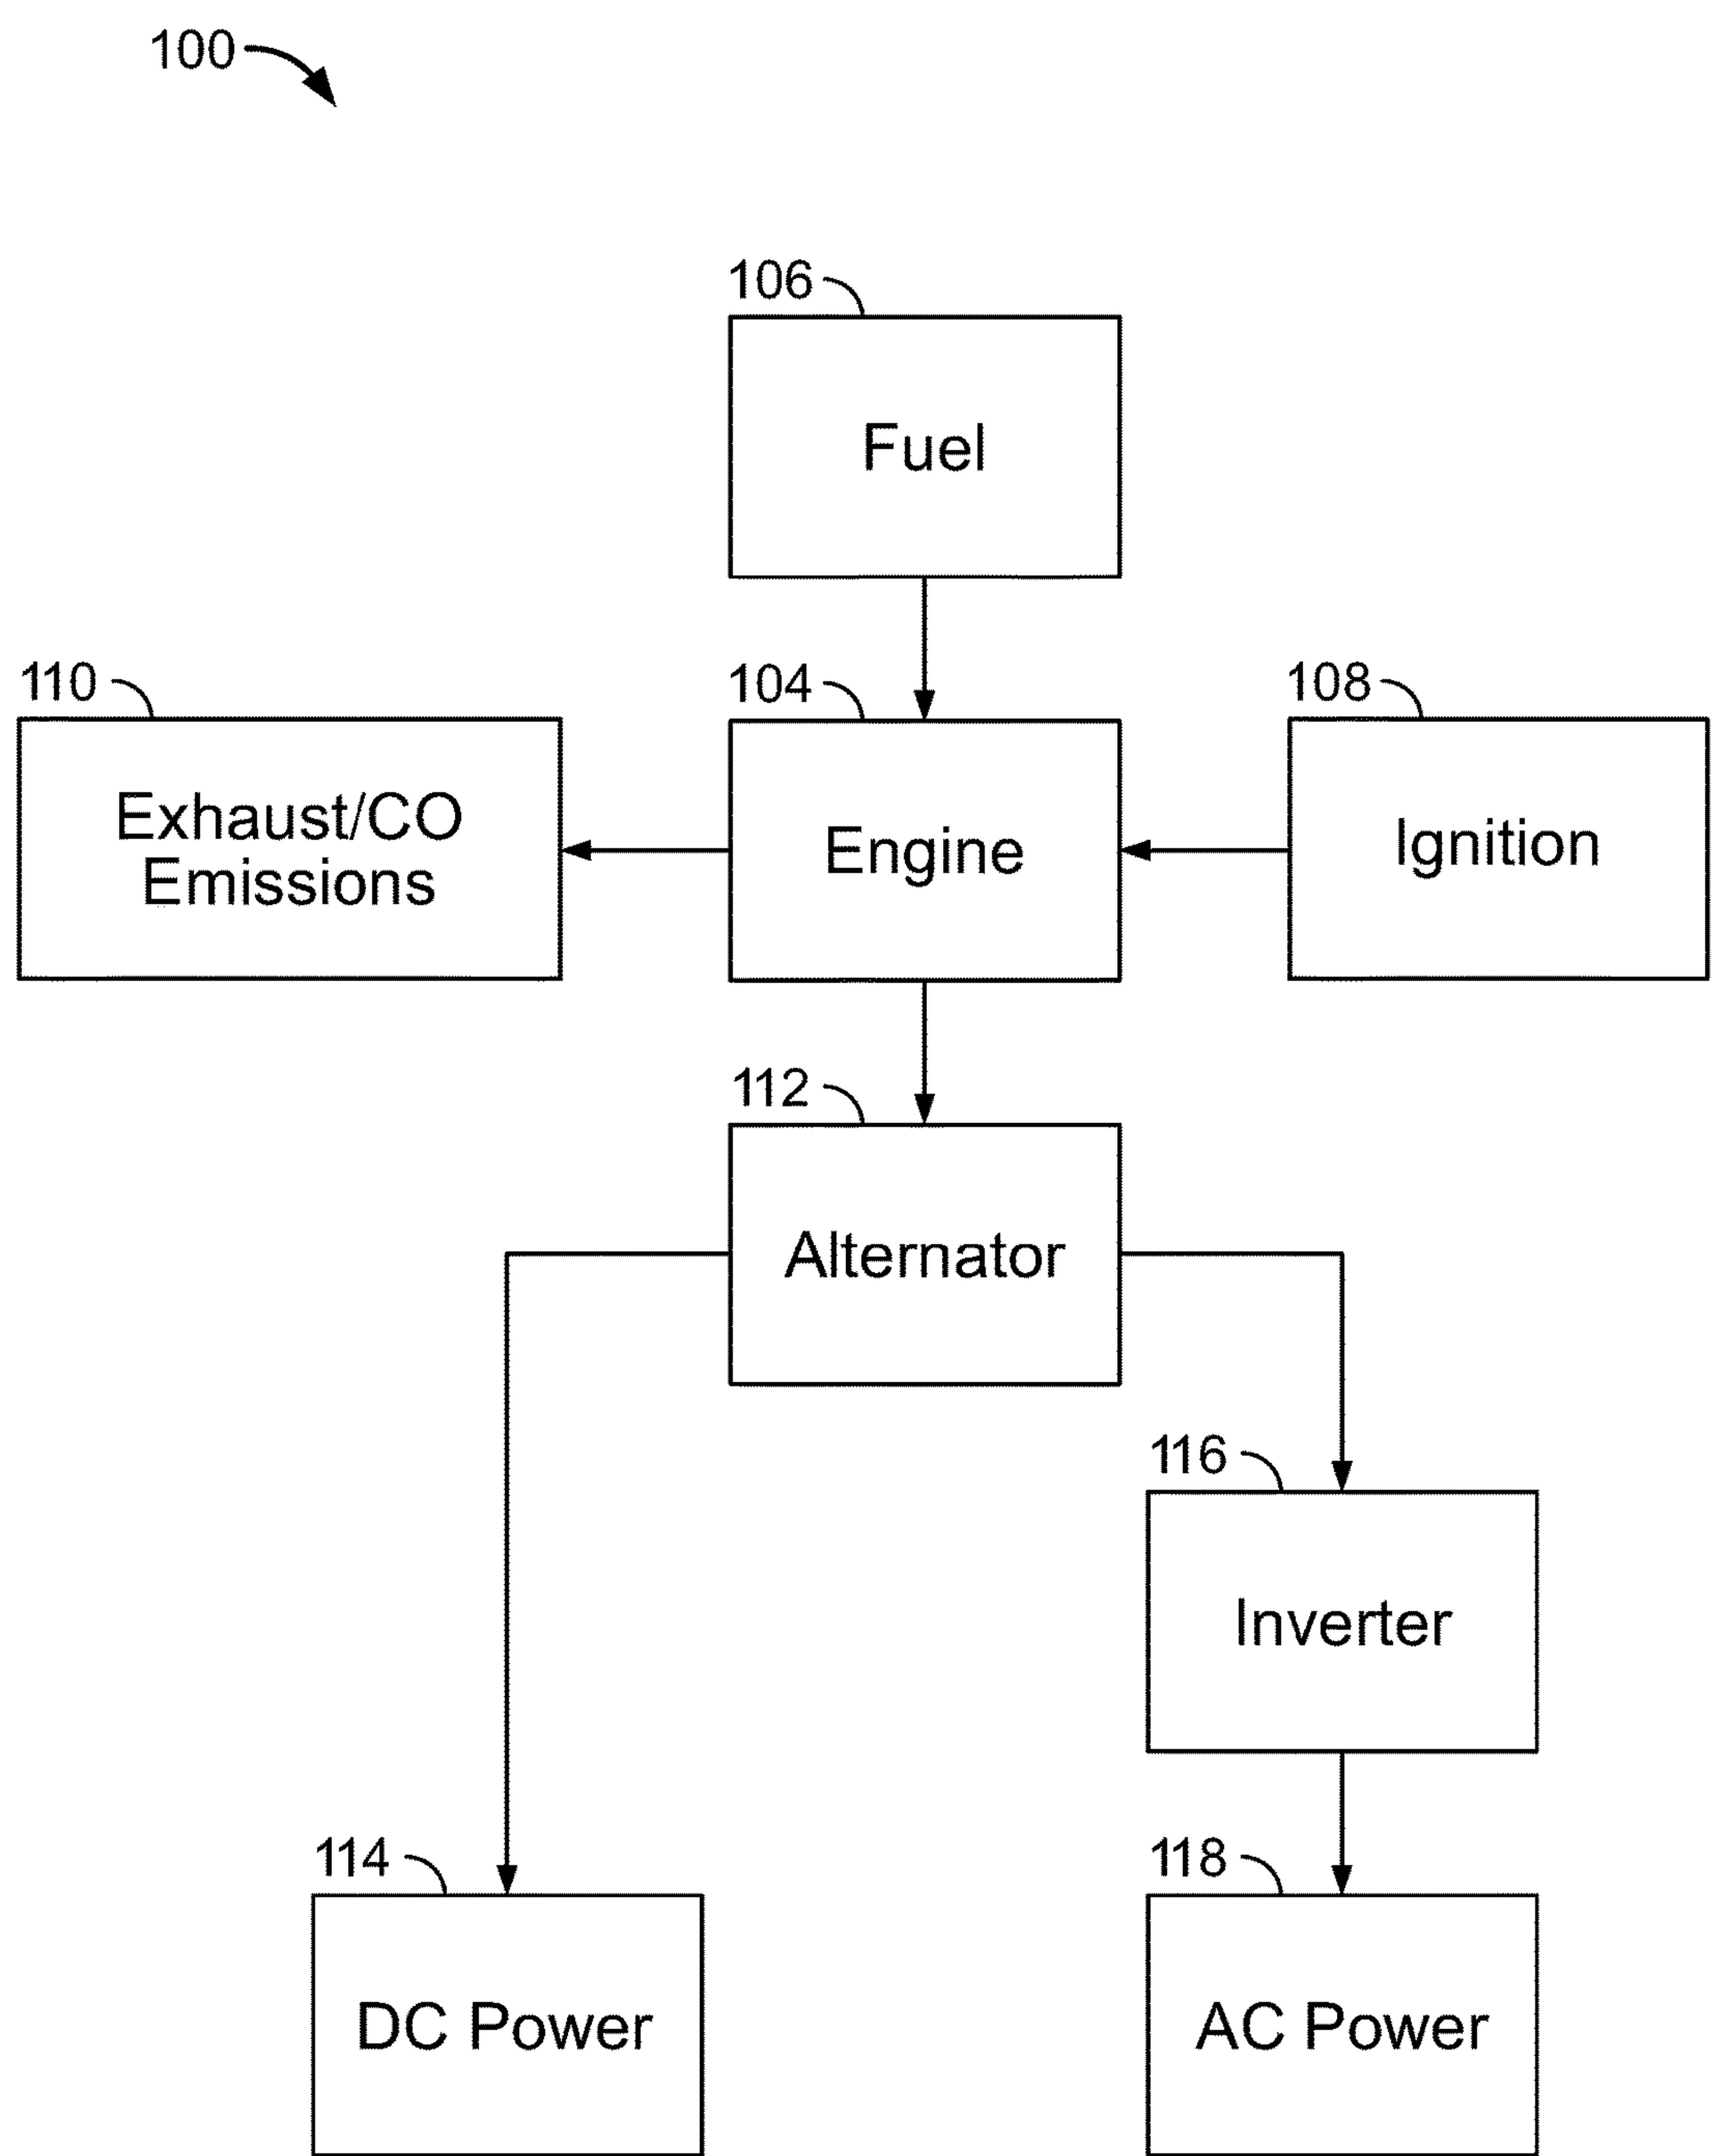 100
106
Fuel
110
104
108
Exhaust/CO
Emissions
Engine
Ignition
112
Alternator
116
Inverter
114
118
DC Power
AC Power